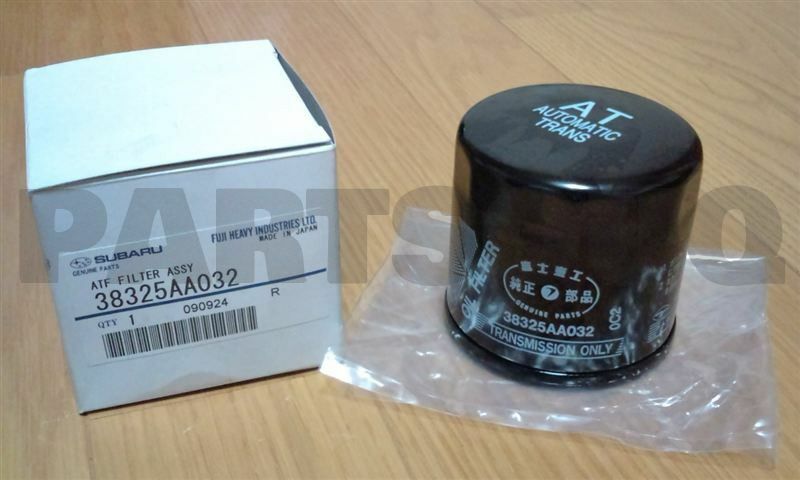 SUBARU
GENUINE PARTS
FUJI HEAVY INDUSTRIES LTD.
MADE IN JAPAN
ATF FILTER ASSY
38325AA032
QTY 1
090924
R
AT
AUTOMATIC
TRANS
OIL FILTER
富士重工
純正 部品
GENUINE PARTS
38325AA032
TRANSMISSION ONLY